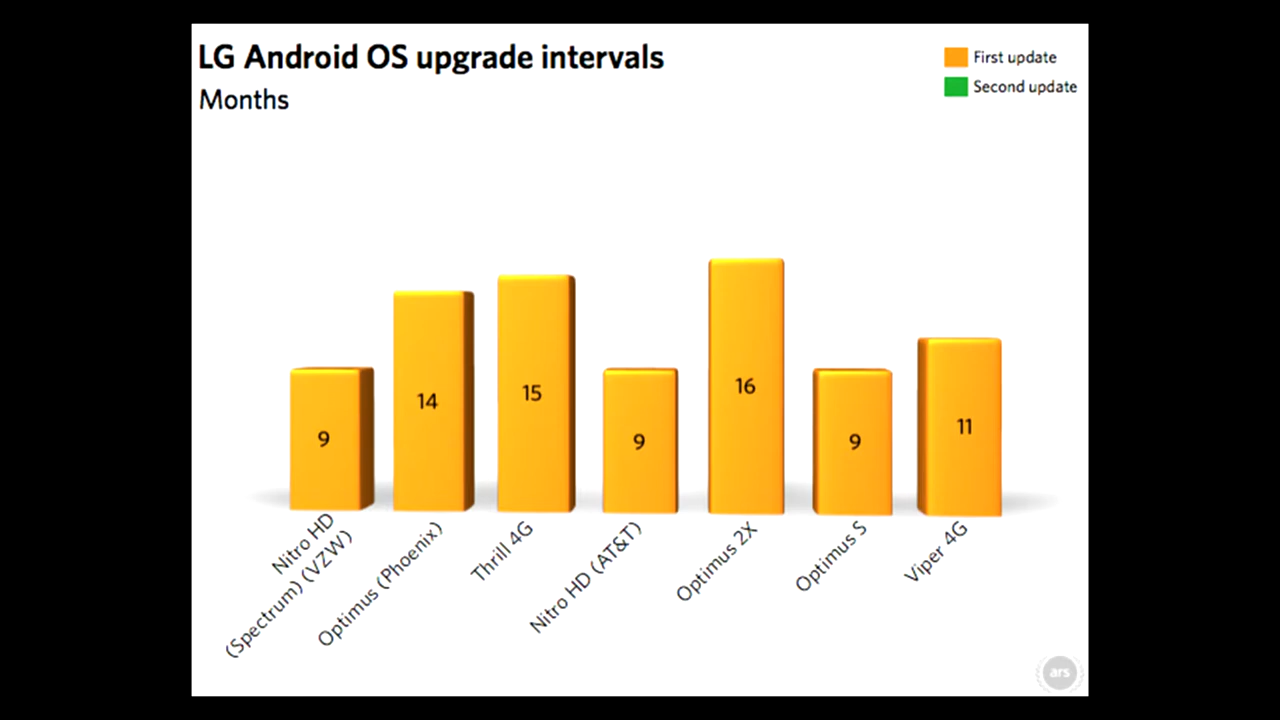 LG Android OS upgrade intervals
Months
First update
Second update
9
14
15
9
16
9
11
Nitro HD
(Spectrum) (VZW)
Optimus (Phoenix)
Thrill 4G
Nitro HD (AT&T)
Optimus 2X
Optimus S
Viper 4G
ars